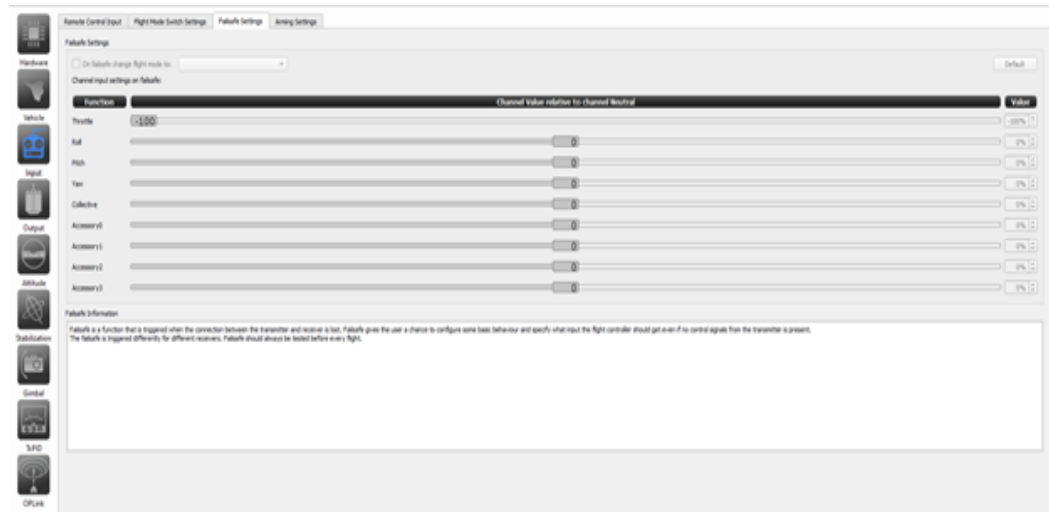 Remote Control Input Flight Mode Switch Settings Failsafe Settings Arming Settings
Failsafe Settings
Hardware
On failsafe change flight mode to:
Default
Channel input settings on failsafe:
Function Channel Value relative to channel Neutral Value
Vehicle
Throttle -100 -100%
Roll 0 0%
Input
Pitch 0 0%
Yaw 0 0%
Collective 0 0%
Output
Accessory0 0 0%
Accessory1 0 0%
Accessory2 0 0%
Attitude
Accessory3 0 0%
Failsafe Information
Failsafe is a function that is triggered when the connection between the transmitter and receiver is lost. Failsafe gives the user a chance to configure some basic behaviour and specify what input the flight controller should get even if no control signals from the transmitter is present.
The failsafe is triggered differently for different receivers. Failsafe should always be tested before every flight.
Stabilization
Gimbal
TxPID
OPLink